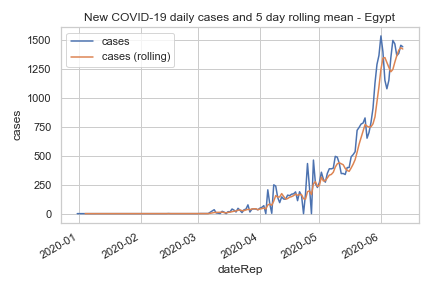 New COVID-19 daily cases and 5 day rolling mean - Egypt
cases
cases (rolling)
1500
1250
1000
750
500
250
0
cases
2020-01
2020-02
2020-03
2020-04
2020-05
2020-06
dateRep